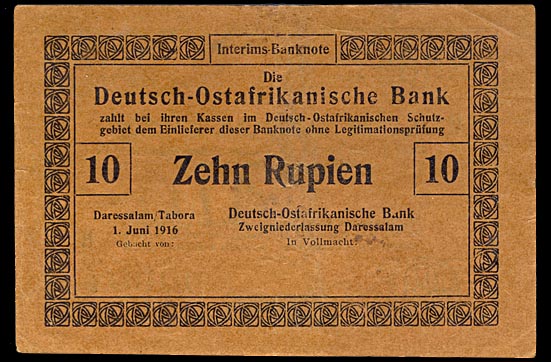 Interims-Banknote
Die
Deutsch-Ostafrikanische Bank
zahlt bei ihren Kassen im Deutsch-Ostafrikanischen Schutz-
gebiet dem Einlieferer dieser Banknote ohne Legitimationsprüfung
10 Zehn Rupien 10
Daressalam/Tabora
1. Juni 1916
Gebucht von:
Deutsch-Ostafrikanische Bank
Zweigniederlassung Daressalam
In Vollmacht: